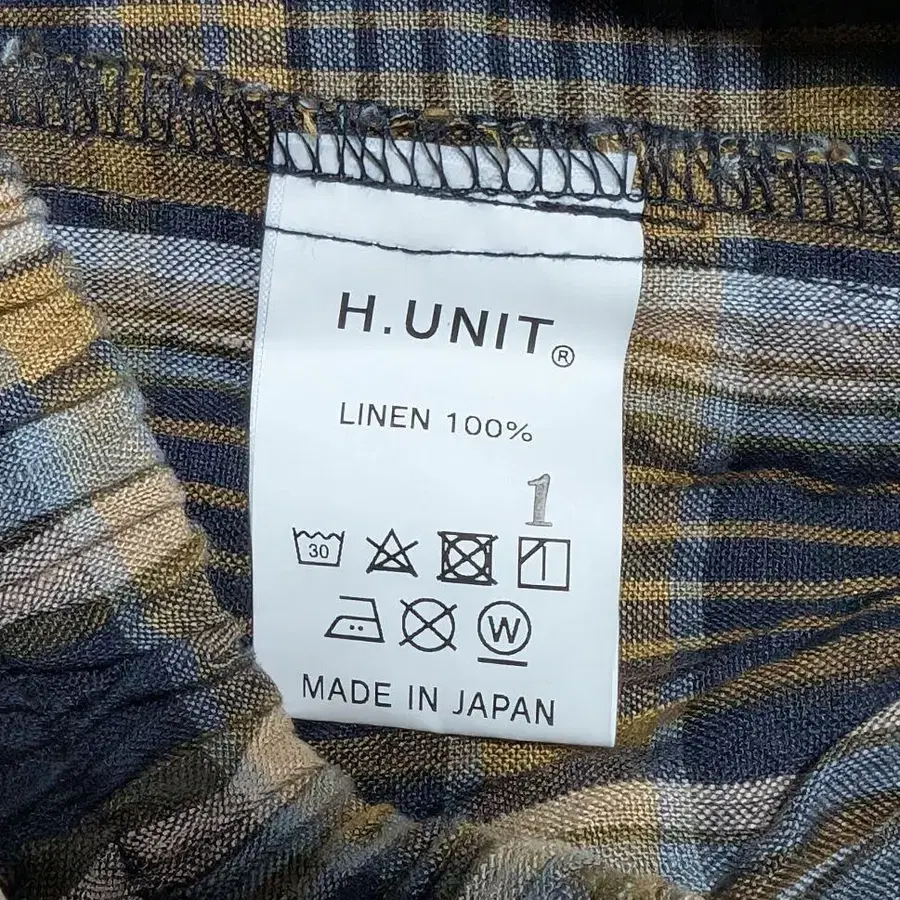 H.UNIT®
LINEN 100%
1
30
W
MADE IN JAPAN